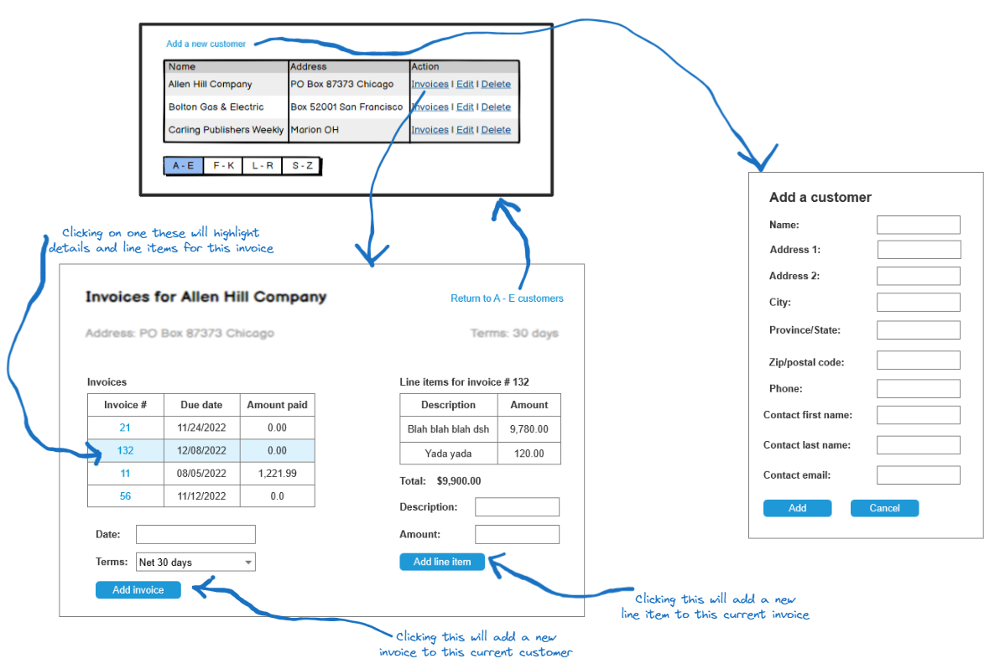 Add a new customer
Name Address Action
Allen Hill Company PO Box 87373 Chicago Invoices | Edit | Delete
Bolton Gas & Electric Box 52001 San Francisco Invoices | Edit | Delete
Carling Publishers Weekly Marion OH Invoices | Edit | Delete
A - E F - K L - R S - Z
Clicking on one these will highlight
details and line items for this invoice
Invoices for Allen Hill Company
Return to A - E customers
Address: PO Box 87373 Chicago
Terms: 30 days
Invoices
Invoice # Due date Amount paid
21 11/24/2022 0.00
132 12/08/2022 0.00
11 08/05/2022 1,221.99
56 11/12/2022 0.0
Date:
Terms: Net 30 days
Add invoice
Line items for invoice # 132
Description Amount
Blah blah blah dsh 9,780.00
Yada yada 120.00
Total: $9,900.00
Description:
Amount:
Add line item
Clicking this will add a new
line item to this current invoice
Clicking this will add a new
invoice to this current customer
Add a customer
Name:
Address 1:
Address 2:
City:
Province/State:
Zip/postal code:
Phone:
Contact first name:
Contact last name:
Contact email:
Add Cancel